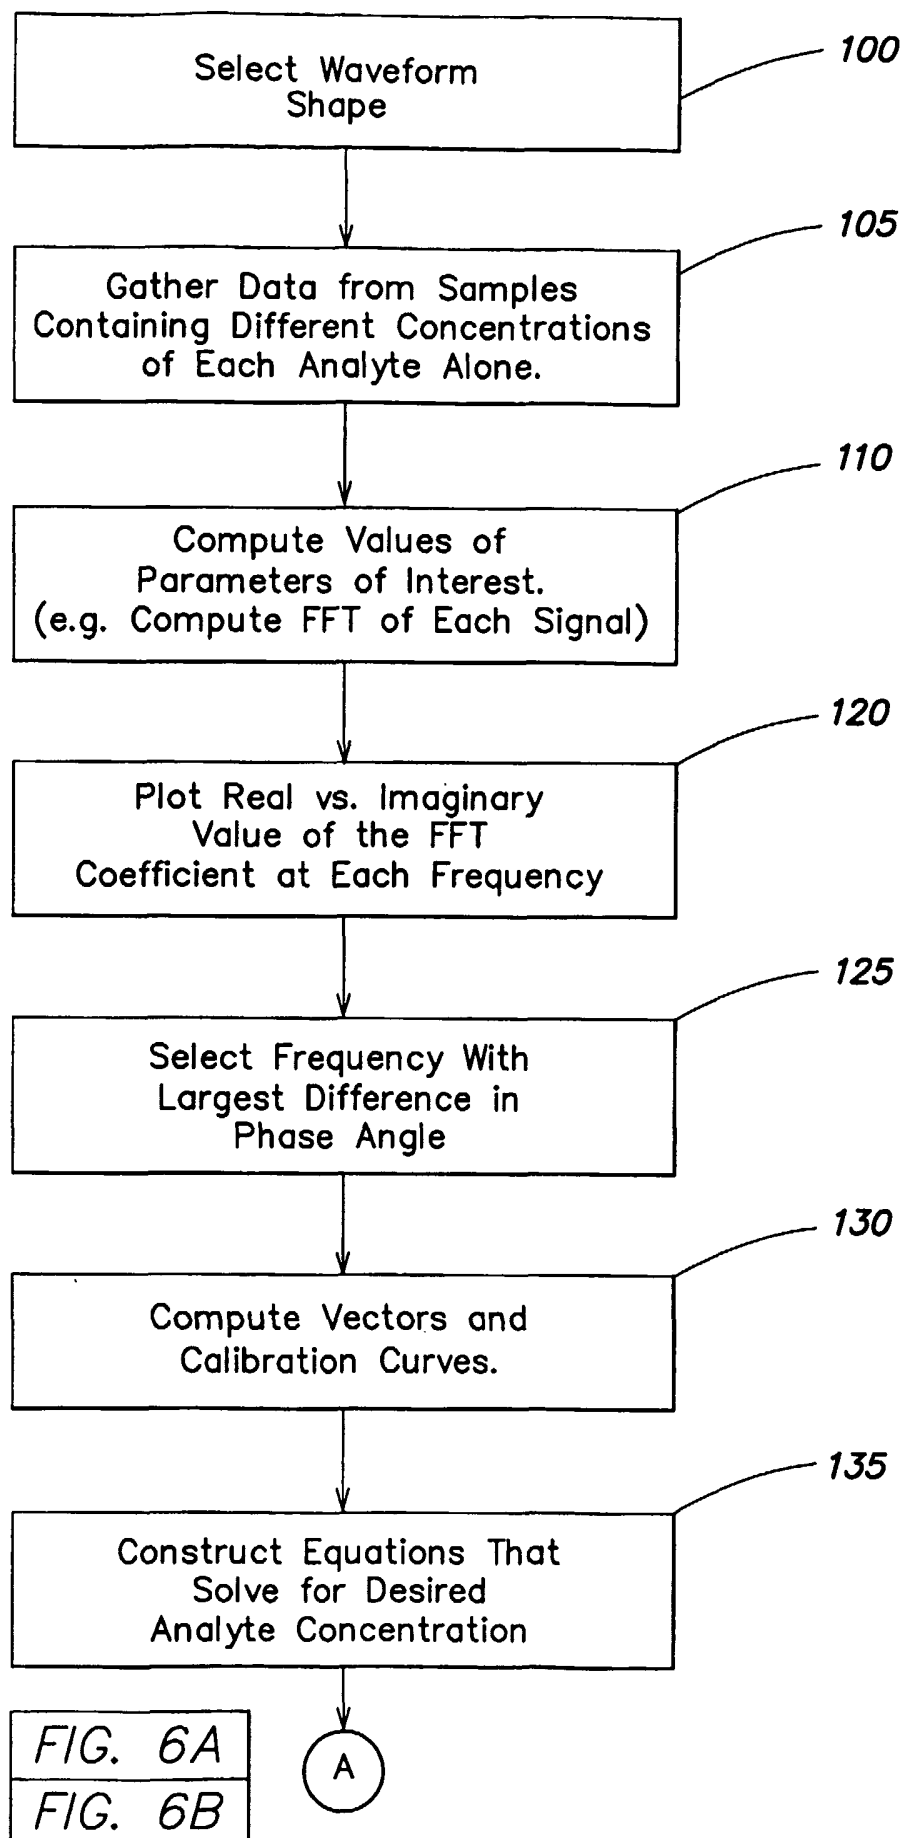 Select Waveform
Shape
100
Gather Data from Samples
Containing Different Concentrations
of Each Analyte Alone.
105
Compute Values of
Parameters of Interest.
(e.g. Compute FFT of Each Signal)
110
Plot Real vs. Imaginary
Value of the FFT
Coefficient at Each Frequency
120
Select Frequency With
Largest Difference in
Phase Angle
125
Compute Vectors and
Calibration Curves.
130
Construct Equations That
Solve for Desired
Analyte Concentration
135
A
FIG. 6A
FIG. 6B